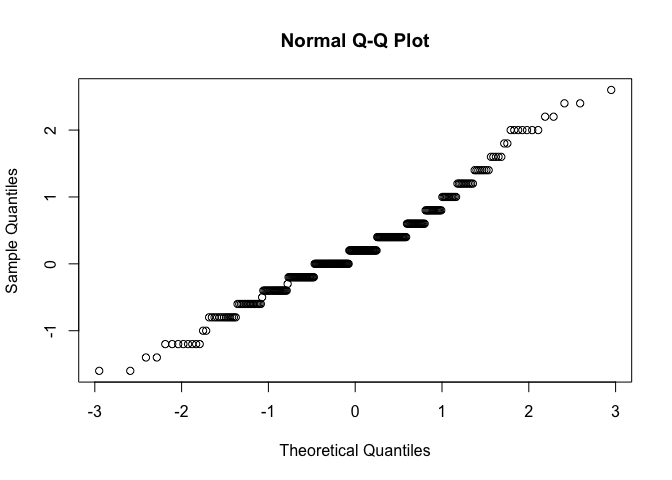 Normal Q-Q Plot
Sample Quantiles
2
1
0
-1
-3 -2 -1 0 1 2 3
Theoretical Quantiles